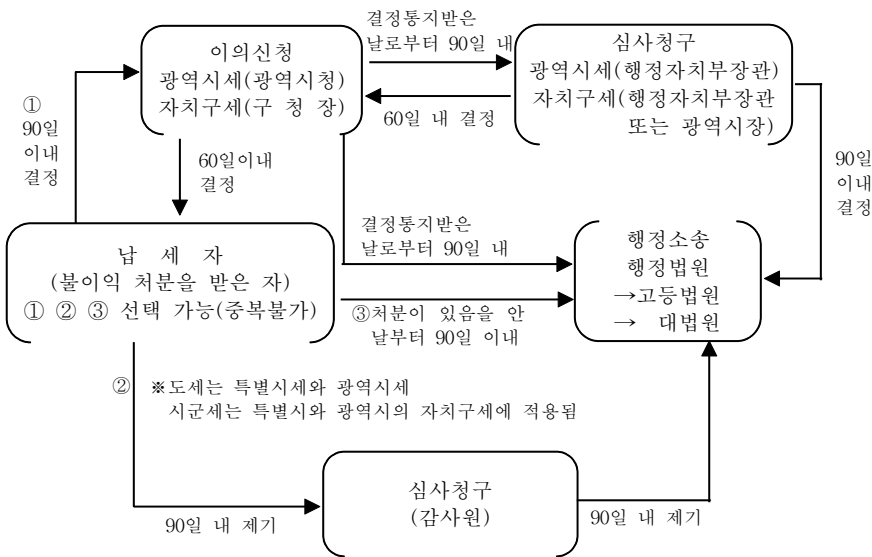 결정통지받은
날로부터 90일 내
이의신청
광역시세(광역시청)
자치구세(구 청 장)
심사청구
광역시세(행정자치부장관)
자치구세(행정자치부장관
또는 광역시장)
60일 내 결정
①
90일
이내
결정
60일이내
결정
90일
이내
결정
납 세 자
(불이익 처분을 받은 자)
① ② ③ 선택 가능(중복불가)
결정통지받은
날로부터 90일 내
③처분이 있음을 안
날부터 90일 이내
행정소송
행정법원
→고등법원
→ 대법원
② ※도세는 특별시세와 광역시세
시군세는 특별시와 광역시의 자치구세에 적용됨
심사청구
(감사원)
90일 내 제기
90일 내 제기